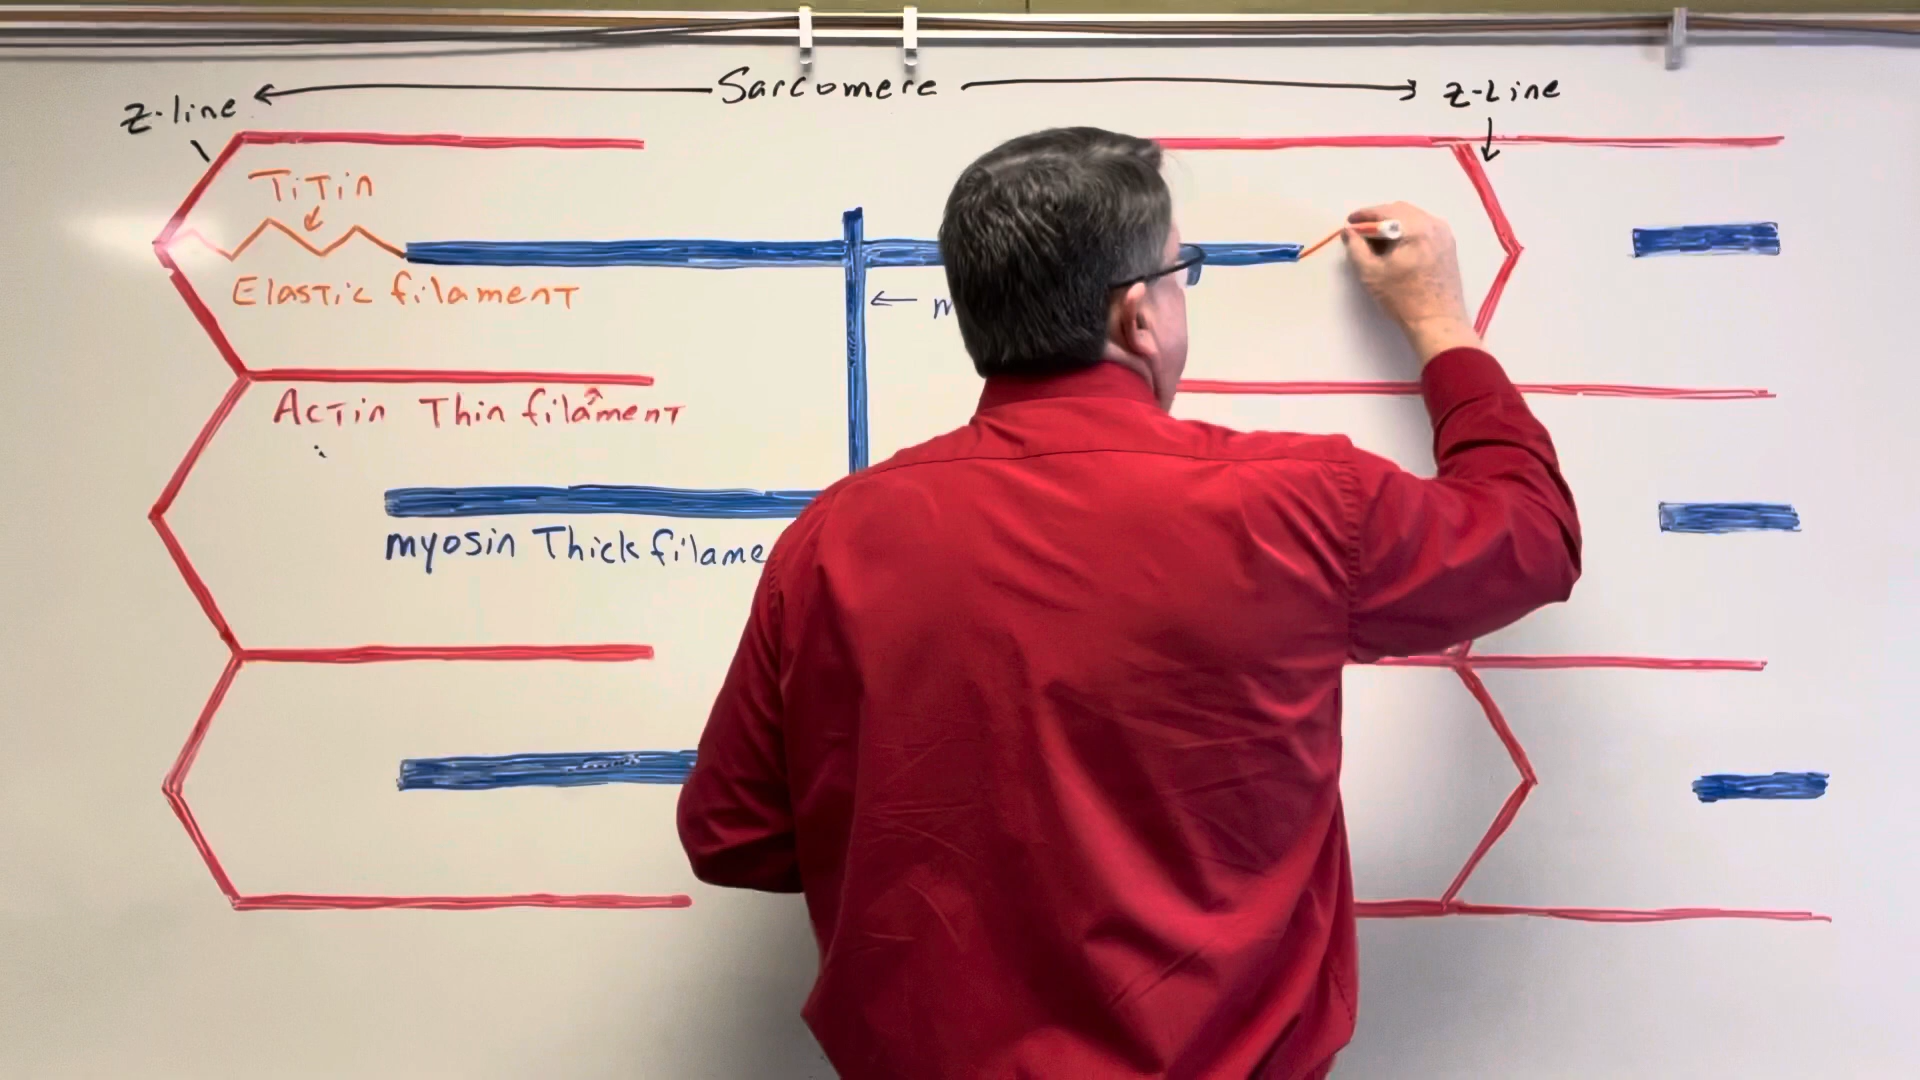 Sarcomere
Z-line
Z-Line
Titin
Elastic filament
Actin Thin filament
myosin Thick filame